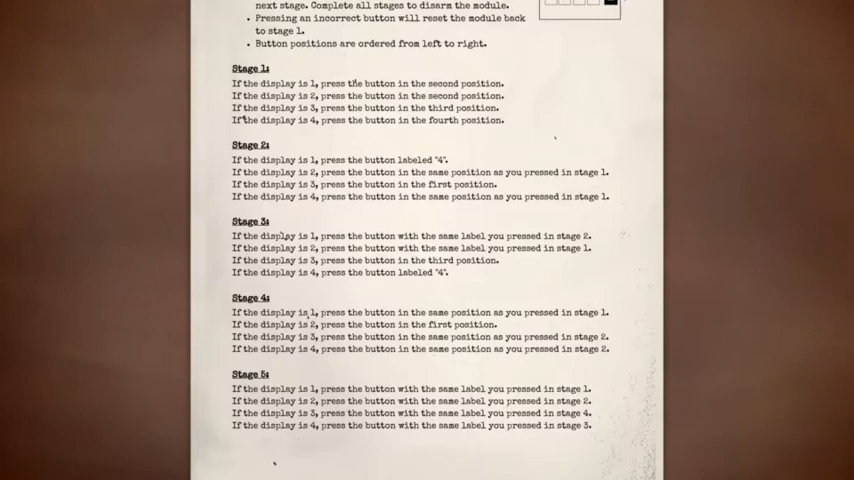 next stage. Complete all stages to disarm the module.
• Pressing an incorrect button will reset the module back
to stage 1.
• Button positions are ordered from left to right.
Stage 1:
If the display is 1, press the button in the second position.
If the display is 2, press the button in the second position.
If the display is 3, press the button in the third position.
If the display is 4, press the button in the fourth position.
Stage 2:
If the display is 1, press the button labeled "4".
If the display is 2, press the button in the same position as you pressed in stage 1.
If the display is 3, press the button in the first position.
If the display is 4, press the button in the same position as you pressed in stage 1.
Stage 3:
If the display is 1, press the button with the same label you pressed in stage 2.
If the display is 2, press the button with the same label you pressed in stage 1.
If the display is 3, press the button in the third position.
If the display is 4, press the button labeled "4".
Stage 4:
If the display is 1, press the button in the same position as you pressed in stage 1.
If the display is 2, press the button in the first position.
If the display is 3, press the button in the same position as you pressed in stage 2.
If the display is 4, press the button in the same position as you pressed in stage 2.
Stage 5:
If the display is 1, press the button with the same label you pressed in stage 1.
If the display is 2, press the button with the same label you pressed in stage 2.
If the display is 3, press the button with the same label you pressed in stage 4.
If the display is 4, press the button with the same label you pressed in stage 3.